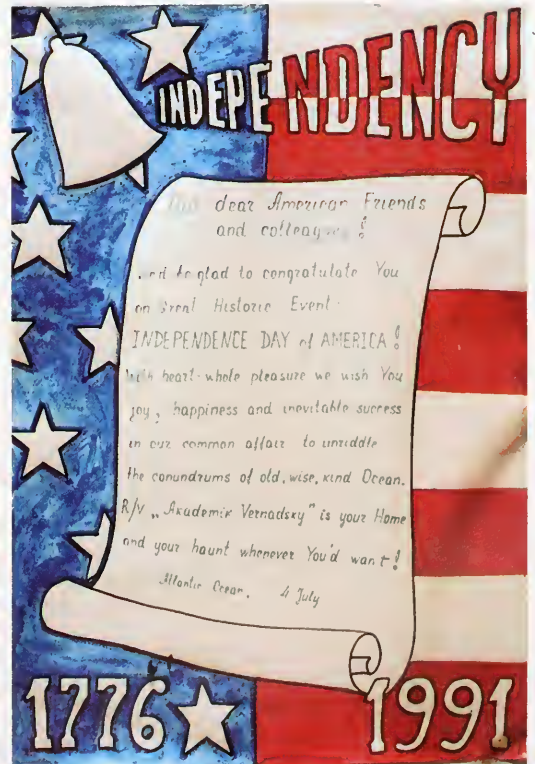 INDEPENDENCY
dear American Friends
and colleagues!
be glad to congratulate You
on Great Historic Event -
INDEPENDENCE DAY of AMERICA!
With heart-whole pleasure we wish You
joy, happiness and inevitable success
in our common affair to unriddle
the conundrums of old, wise, kind Ocean.
R/V „Akademik Vernadsky" is your Home
and your haunt whenever You'd want!
Atlantic Ocean. 4 July
1776 1991